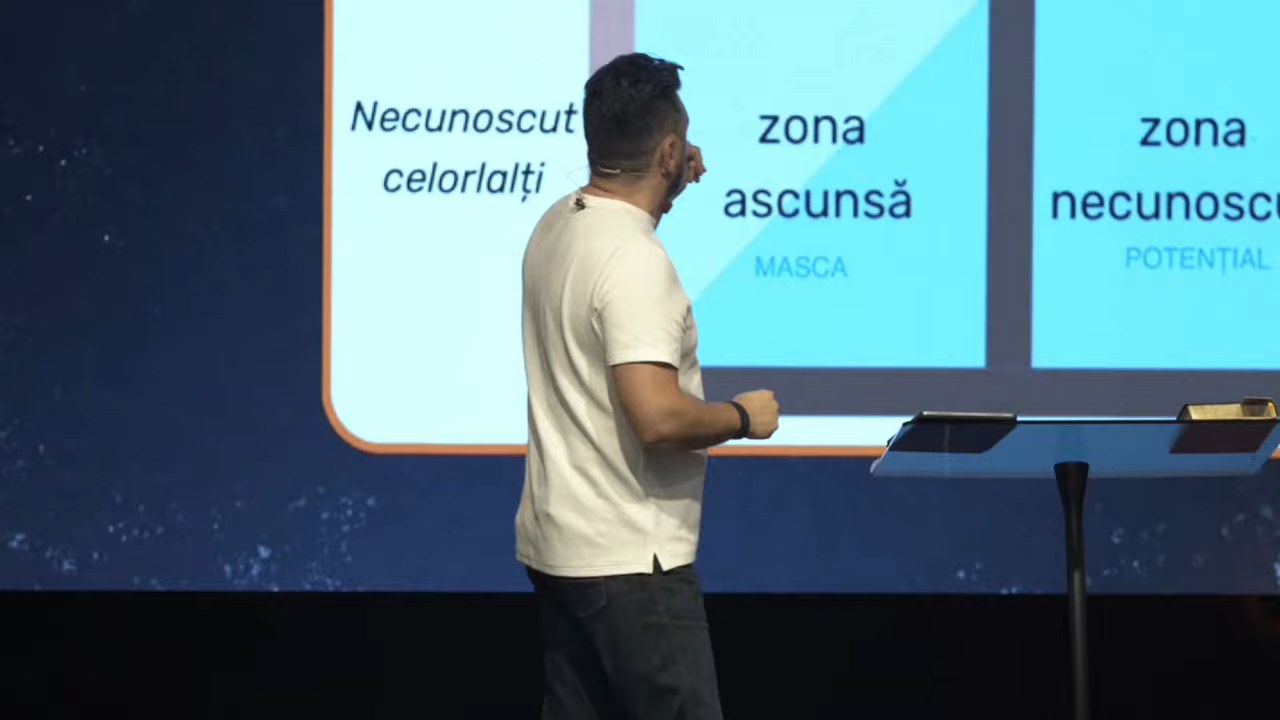 Necunoscut
celorlalți
zona
ascunsă
MASCA
zona
POTENȚIAL